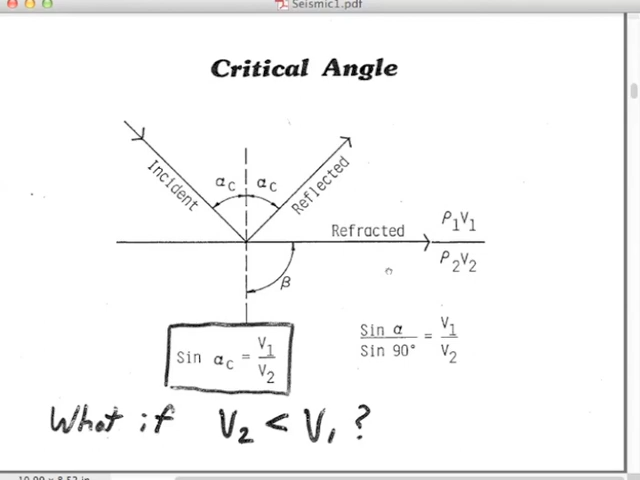 Seismic1.pdf
Critical Angle
Incident
αc αc
Reflected
Refracted
ρ1V1
ρ2V2
β
Sin αc = V1/V2
Sin α/Sin 90° = V1/V2
What if V2 < V1?